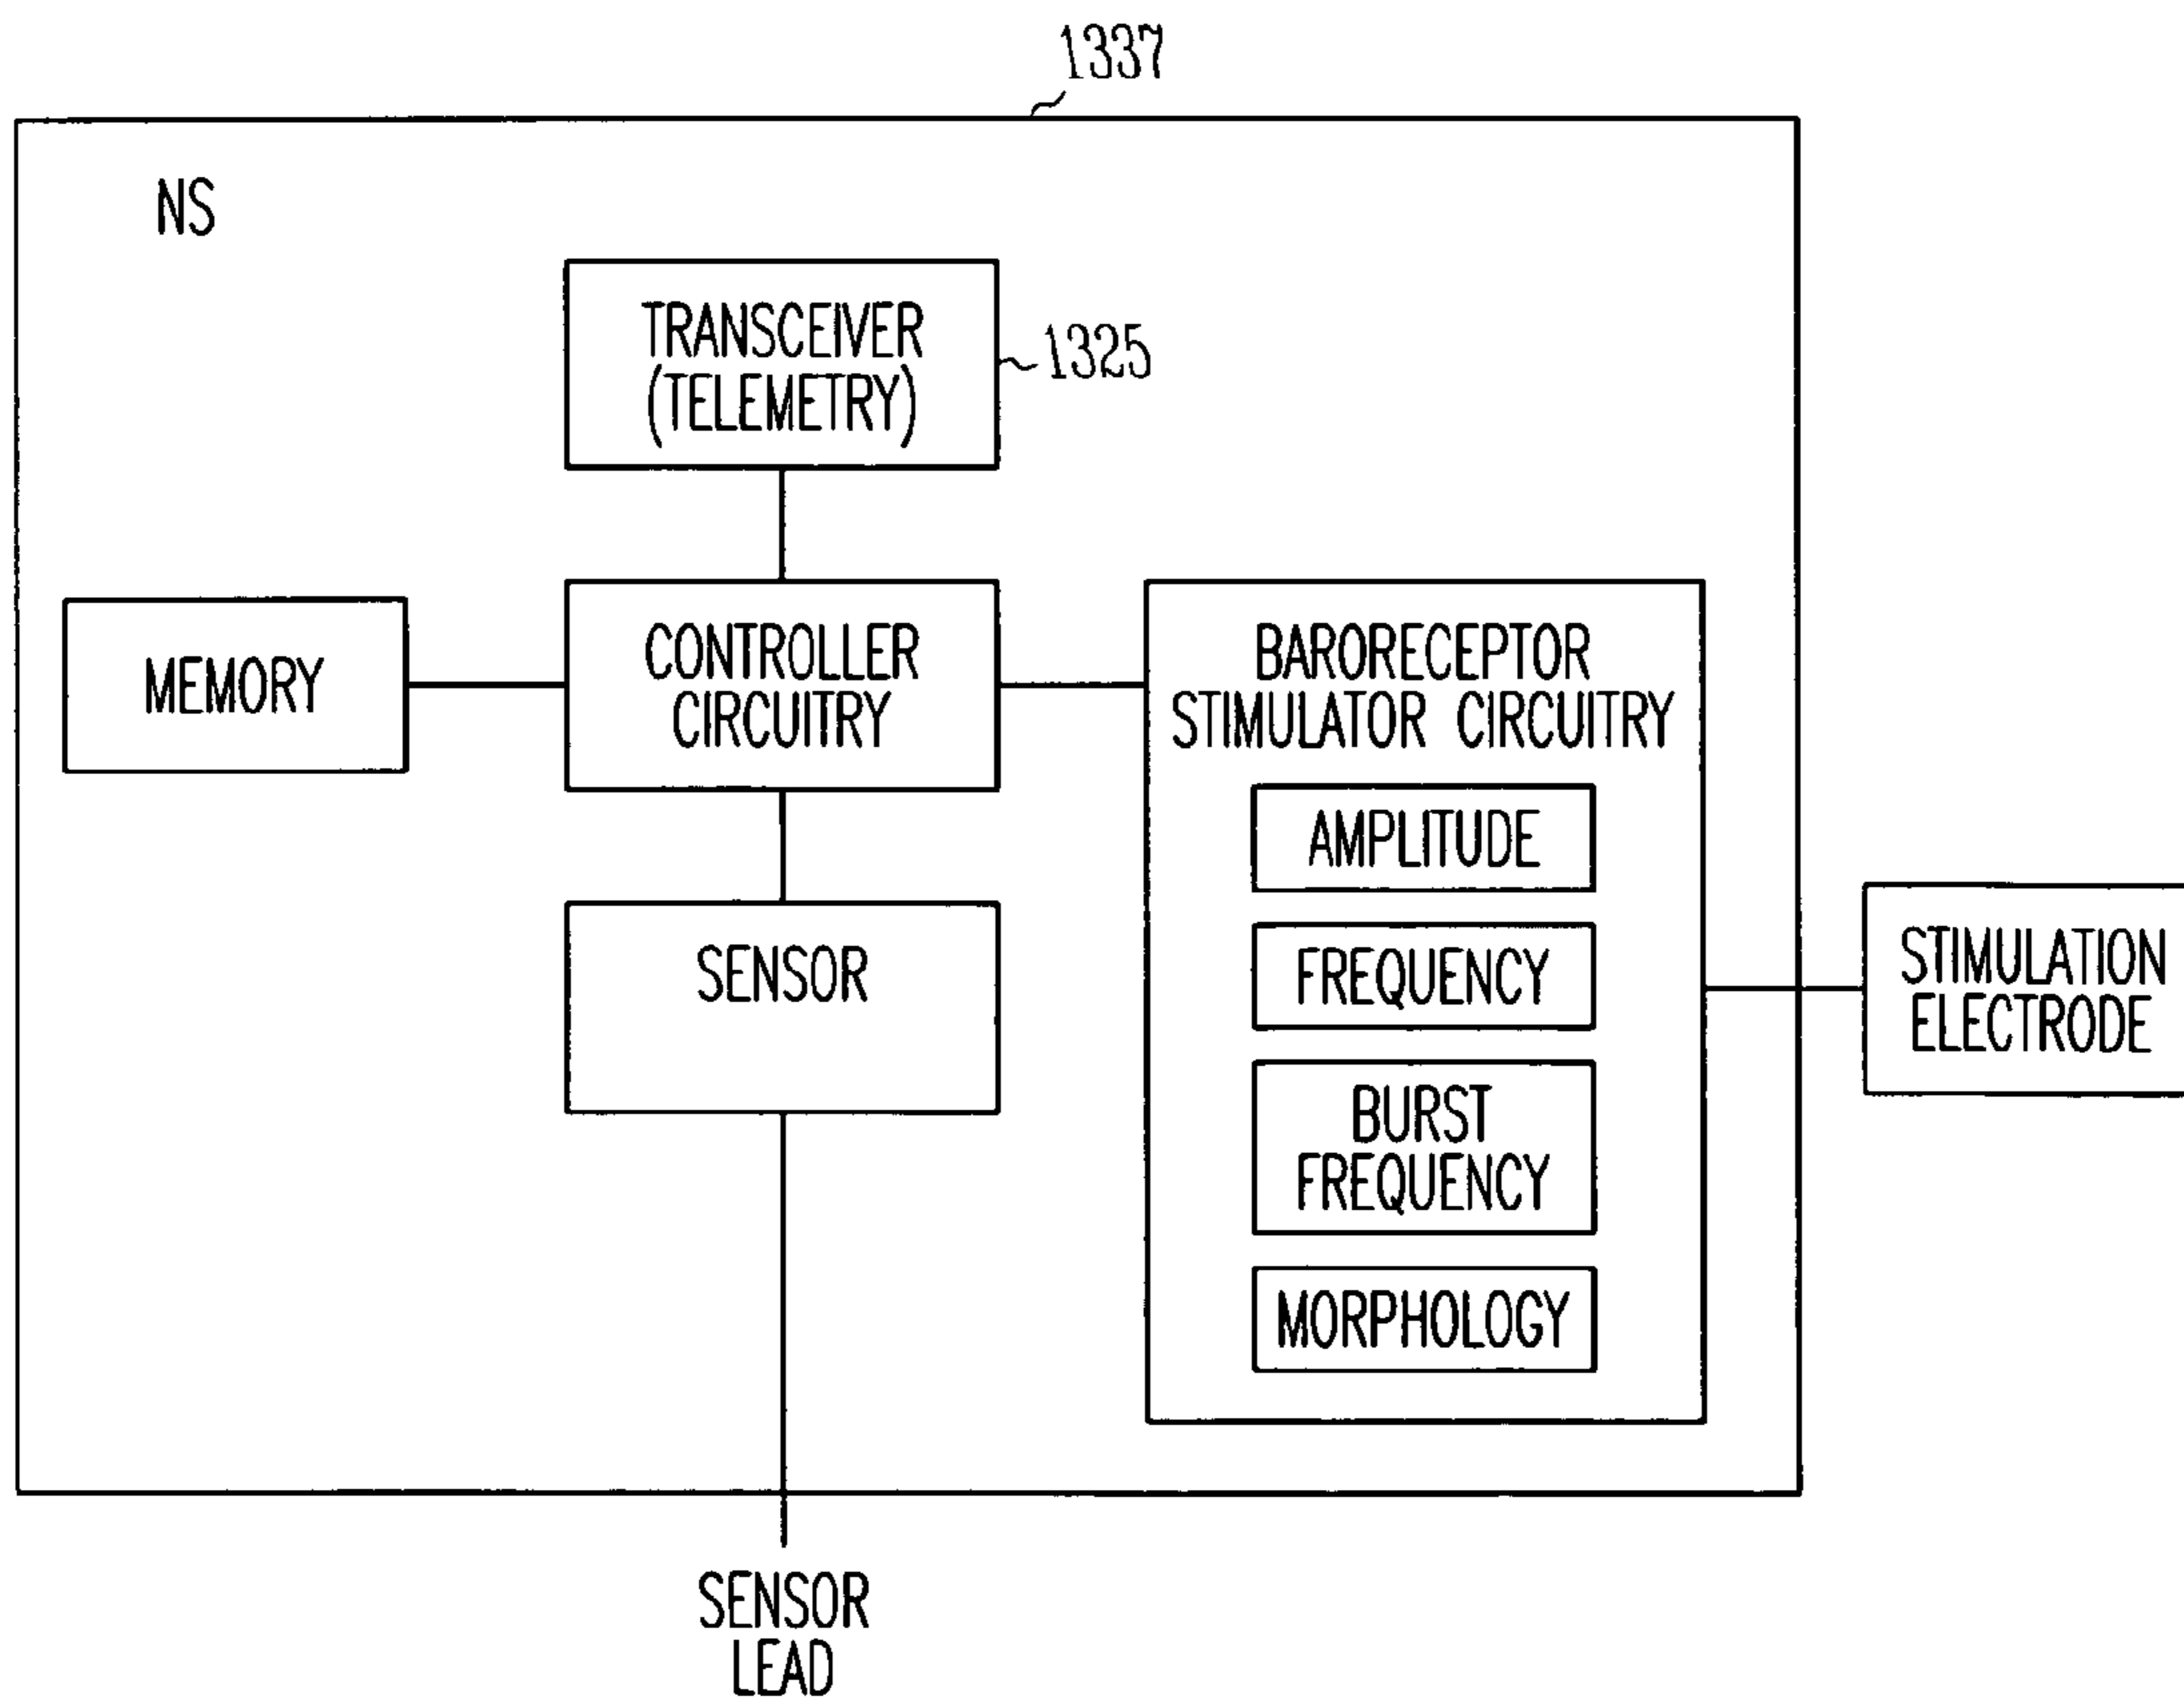 1337
NS
TRANSCEIVER
(TELEMETRY)
1325
MEMORY
CONTROLLER
CIRCUITRY
BARORECEPTOR
STIMULATOR CIRCUITRY
AMPLITUDE
FREQUENCY
BURST
FREQUENCY
MORPHOLOGY
SENSOR
STIMULATION
ELECTRODE
SENSOR
LEAD